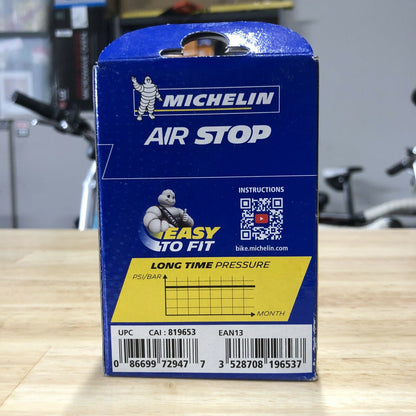 MICHELIN
AIR STOP
INSTRUCTIONS
bike.michelin.com
EASY
TO FIT
LONG TIME PRESSURE
PSI/BAR
MONTH
UPC CAI : 819653 EAN13
0 86699 72947 7 3 528708 196537